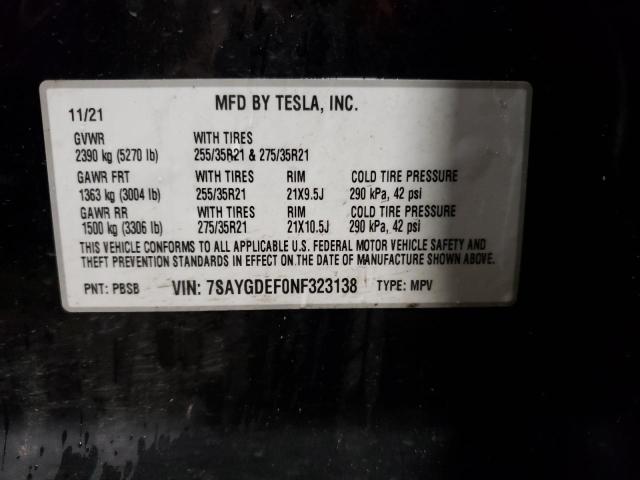 MFD BY TESLA, INC.
11/21
GVWR WITH TIRES
2390 kg (5270 lb) 255/35R21 & 275/35R21
GAWR FRT WITH TIRES RIM COLD TIRE PRESSURE
1363 kg (3004 lb) 255/35R21 21X9.5J 290 kPa, 42 psi
GAWR RR WITH TIRES RIM COLD TIRE PRESSURE
1500 kg (3306 lb) 275/35R21 21X10.5J 290 kPa, 42 psi
THIS VEHICLE CONFORMS TO ALL APPLICABLE U.S. FEDERAL MOTOR VEHICLE SAFETY AND
THEFT PREVENTION STANDARDS IN EFFECT ON THE DATE OF MANUFACTURE SHOWN ABOVE.
PNT: PBSB VIN: 7SAYGDEF0NF323138 TYPE: MPV